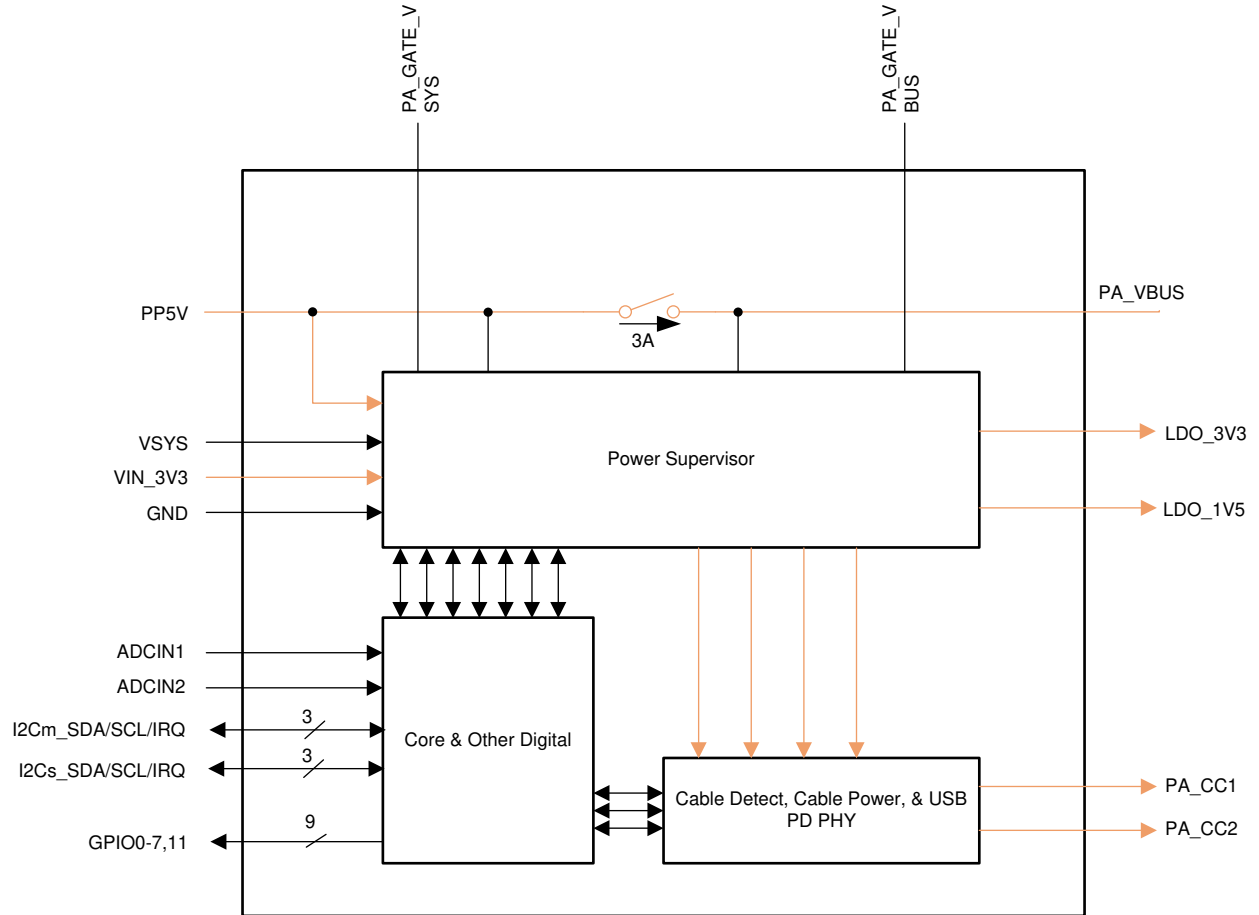 PA_GATE_V
SYS
PA_GATE_V
BUS
PP5V
3A
PA_VBUS
VSYS
VIN_3V3
GND
Power Supervisor
LDO_3V3
LDO_1V5
ADCIN1
ADCIN2
I2Cm_SDA/SCL/IRQ
3
I2Cs_SDA/SCL/IRQ
3
GPIO0-7,11
9
Core & Other Digital
Cable Detect, Cable Power, & USB
PD PHY
PA_CC1
PA_CC2